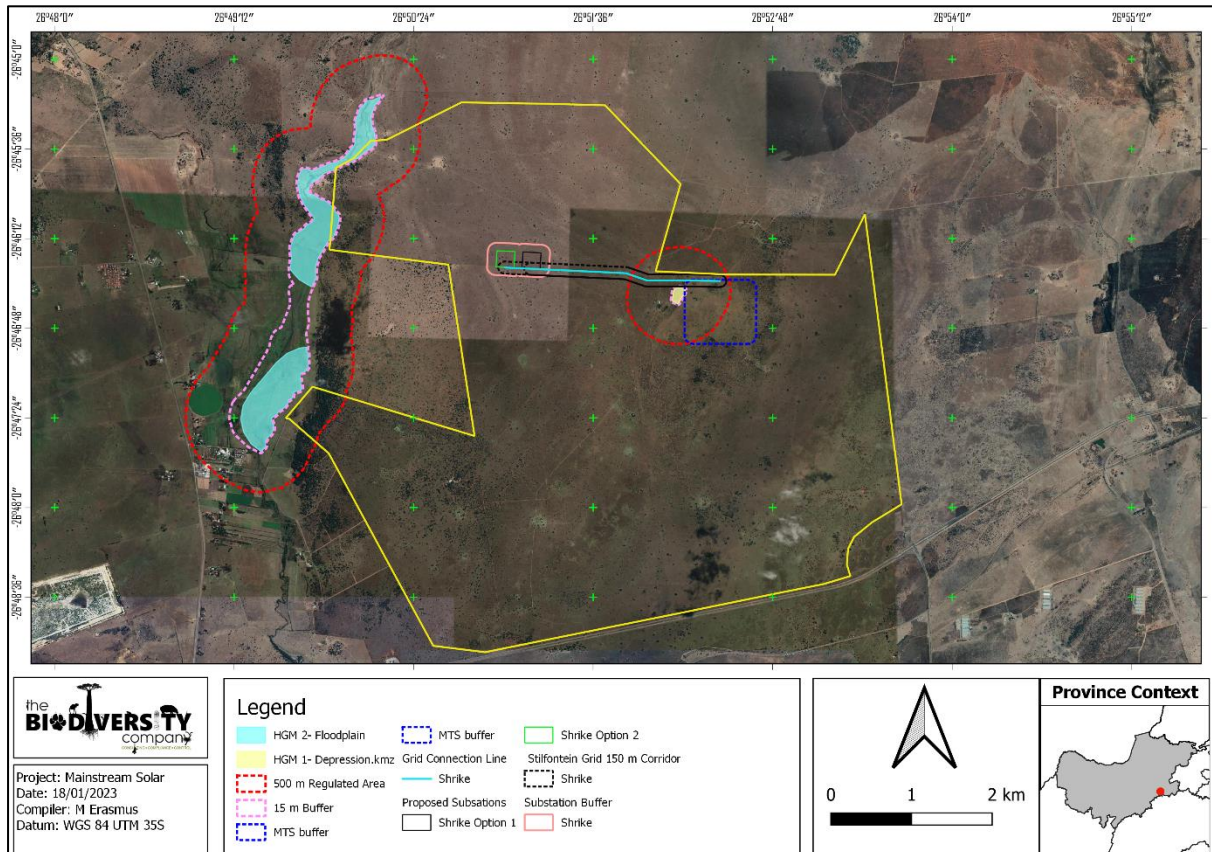 26°48'0" 26°49'12" 26°50'24" 26°51'36" 26°52'48" 26°54'0" 26°55'12"
-26°45'0"
-26°45'36"
-26°46'12"
-26°46'48"
-26°47'24"
-26°48'0"
-26°48'36"
the
BIODIVERSITY
company
Project: Mainstream Solar
Date: 18/01/2023
Compiler: M Erasmus
Datum: WGS 84 UTM 35S
Legend
HGM 2- Floodplain
HGM 1- Depression.kmz
500 m Regulated Area
15 m Buffer
MTS buffer
MTS buffer
Grid Connection Line
Shrike
Proposed Subsations
Shrike Option 1
Shrike Option 2
Stilfontein Grid 150 m Corridor
Shrike
Substation Buffer
Shrike
0 1 2 km
Province Context